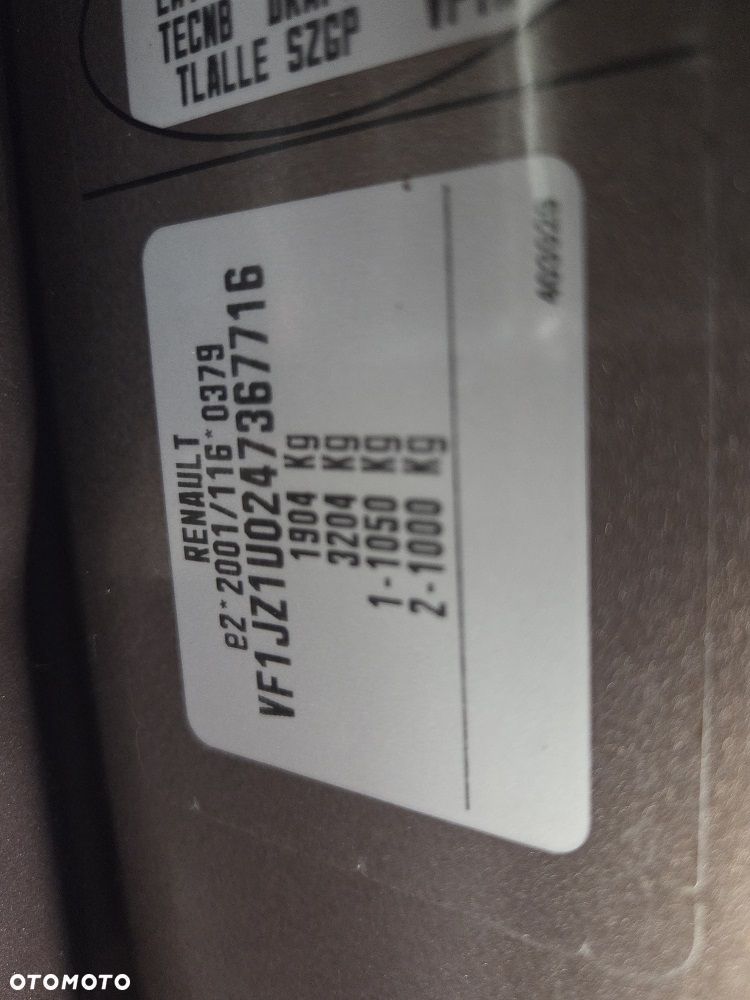 TECNB
TLALLE SZGP
RENAULT
e2*2001/116*0379
VF1JZ1U0247367716
1904 Kg
3204 Kg
1-1050 Kg
2-1000 Kg
OTOMOTO